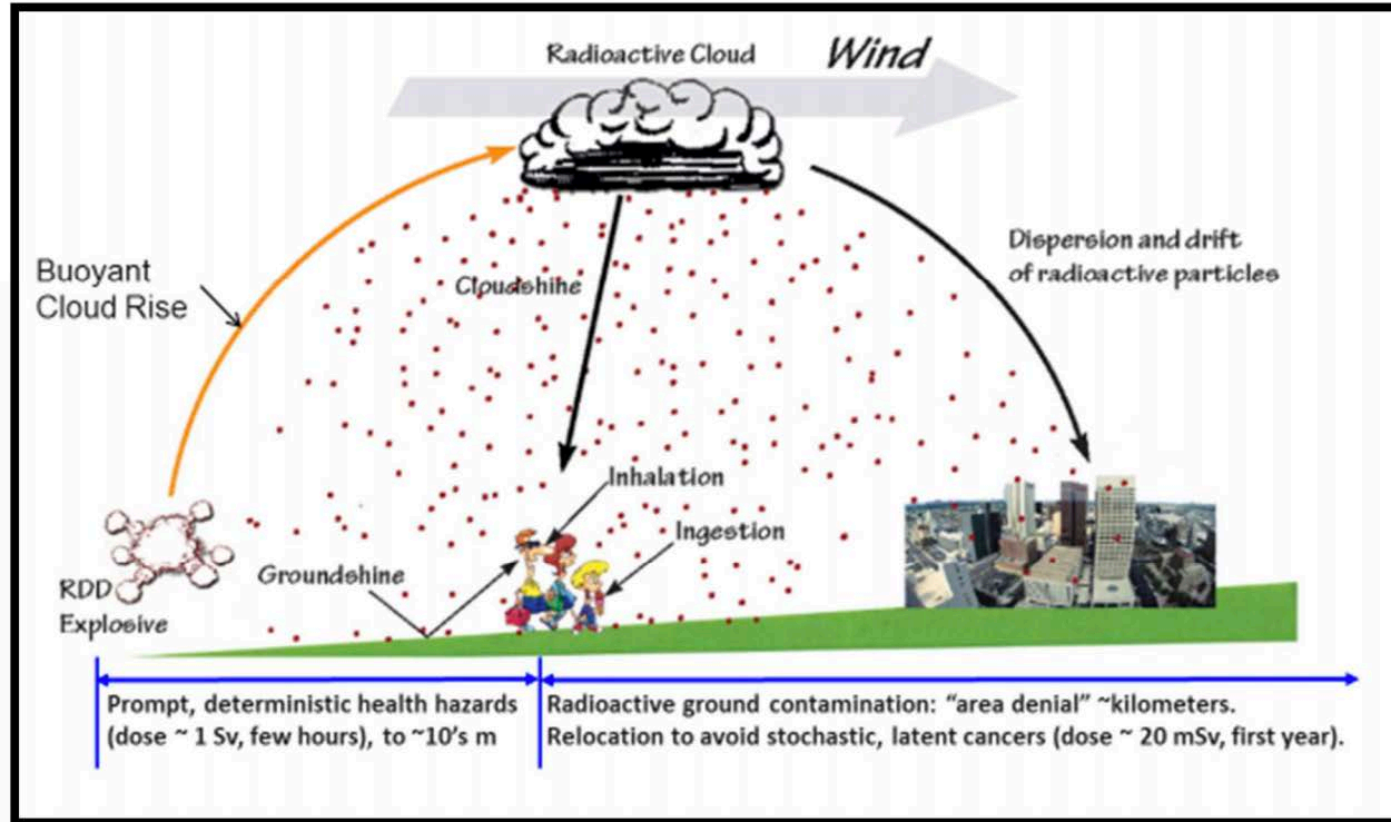 Radioactive Cloud
Wind
Buoyant
Cloud Rise
Cloudshine
Dispersion and drift
of radioactive particles
Inhalation
Ingestion
Groundshine
RDD
Explosive
Prompt, deterministic health hazards
(dose ~ 1 Sv, few hours), to ~10's m
Radioactive ground contamination: “area denial” ~kilometers.
Relocation to avoid stochastic, latent cancers (dose ~ 20 mSv, first year).